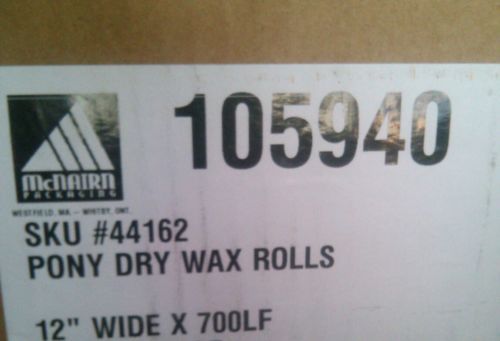 105940
McNAIRN
PACKAGING
WESTFIELD, MA – WHITBY, ONT.
SKU #44162
PONY DRY WAX ROLLS
12" WIDE X 700LF